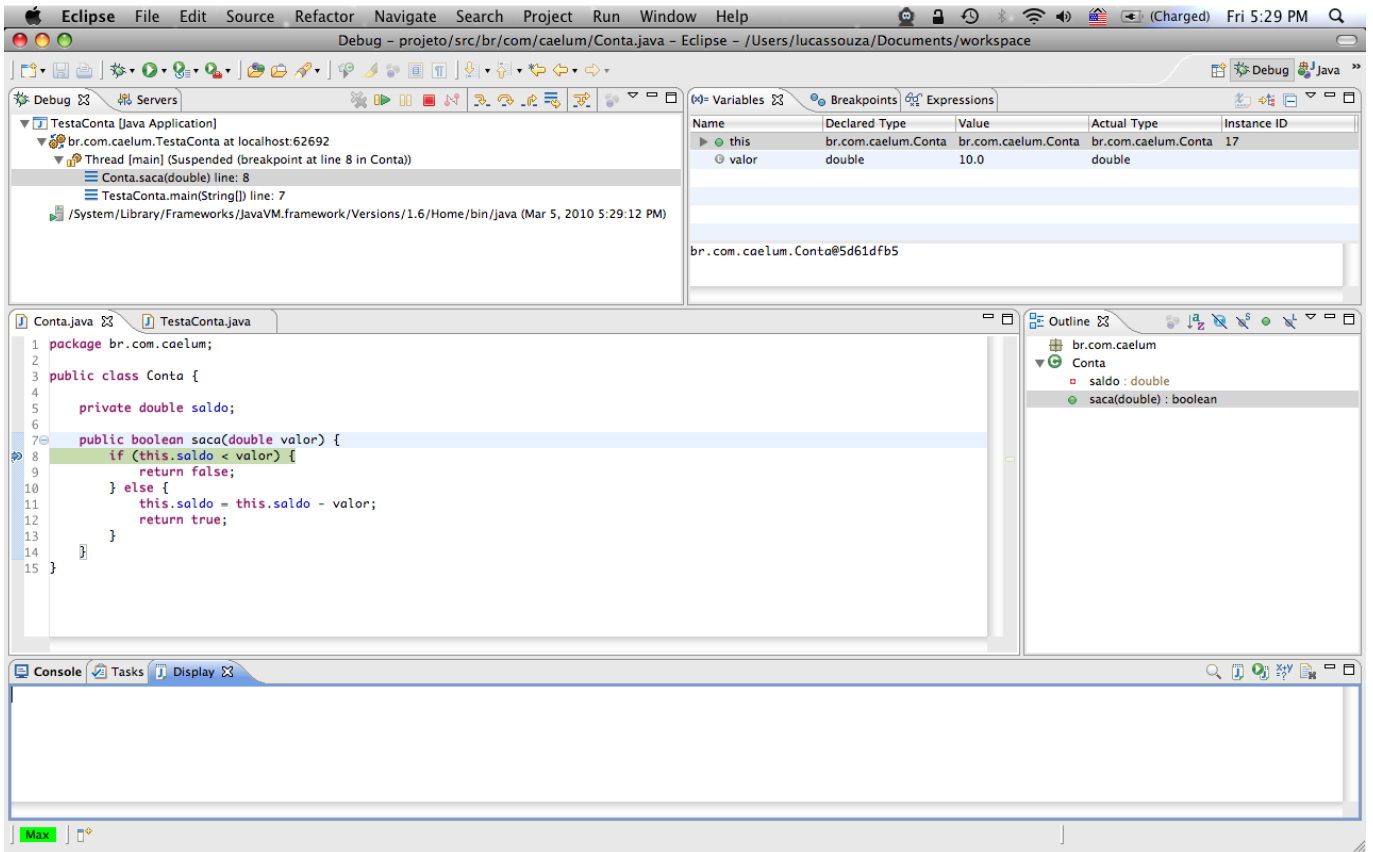 Eclipse File Edit Source Refactor Navigate Search Project Run Window Help (Charged) Fri 5:29 PM
Debug – projeto/src/br/com/caelum/Conta.java – Eclipse – /Users/lucassouza/Documents/workspace
Debug Java »
Debug Servers
TestaConta [Java Application]
br.com.caelum.TestaConta at localhost:62692
Thread [main] (Suspended (breakpoint at line 8 in Conta))
Conta.saca(double) line: 8
TestaConta.main(String[]) line: 7
/System/Library/Frameworks/JavaVM.framework/Versions/1.6/Home/bin/java (Mar 5, 2010 5:29:12 PM)
(x)= Variables Breakpoints Expressions
Name Declared Type Value Actual Type Instance ID
this br.com.caelum.Conta br.com.caelum.Conta br.com.caelum.Conta 17
valor double 10.0 double
br.com.caelum.Conta@5d61dfb5
Conta.java TestaConta.java
1 package br.com.caelum;
2
3 public class Conta {
4
5 private double saldo;
6
7 public boolean saca(double valor) {
8 if (this.saldo < valor) {
9 return false;
10 } else {
11 this.saldo = this.saldo - valor;
12 return true;
13 }
14 }
15 }
Outline
br.com.caelum
Conta
saldo : double
saca(double) : boolean
Console Tasks Display
Max